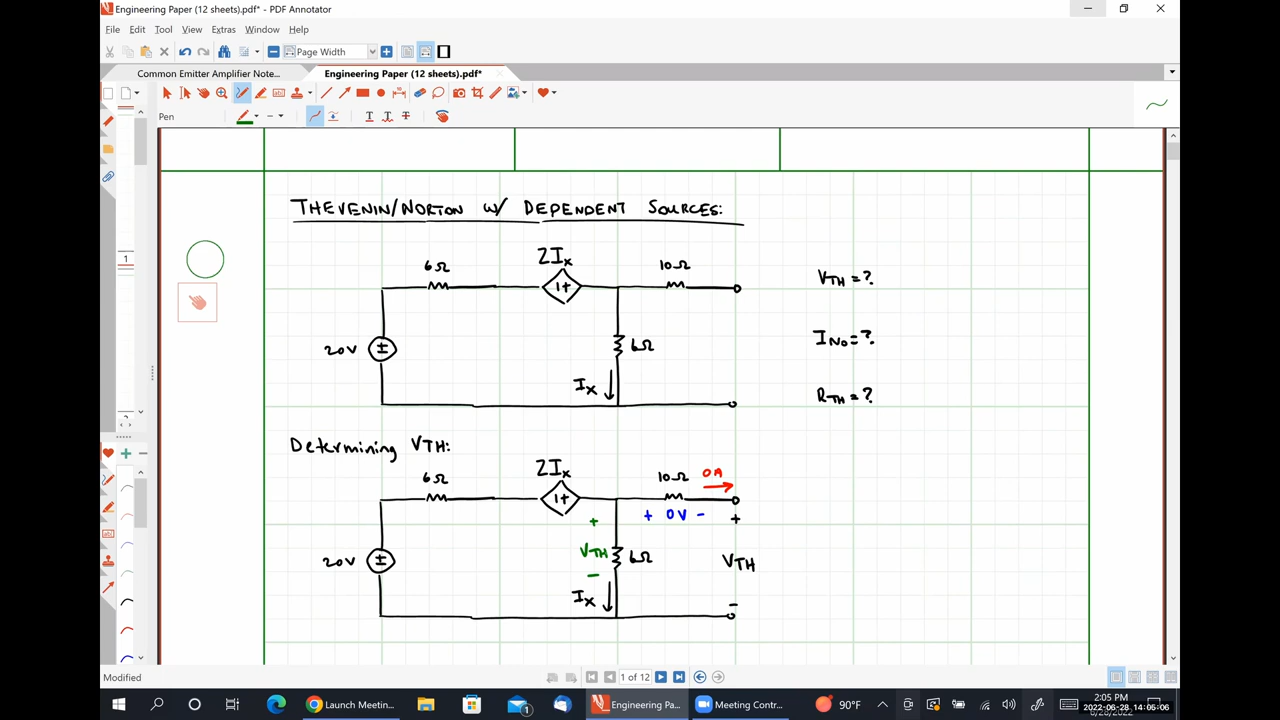 Engineering Paper (12 sheets).pdf* - PDF Annotator
File Edit Tool View Extras Window Help
Page Width
Common Emitter Amplifier Note...
Engineering Paper (12 sheets).pdf*
Pen
THEVENIN/NORTON W/ DEPENDENT SOURCES:
6Ω 2Ix 10Ω
VTH=?
20V 6Ω
INO=?
Ix
RTH=?
1
Determining VTH:
6Ω 2Ix 10Ω 0A
+ + 0V - +
20V VTH 6Ω VTH
-
Ix
-
Modified
1 of 12
Launch Meetin...
1
Engineering Pa...
Meeting Contr...
90°F
2:05 PM
2022-06-28 14:06:06